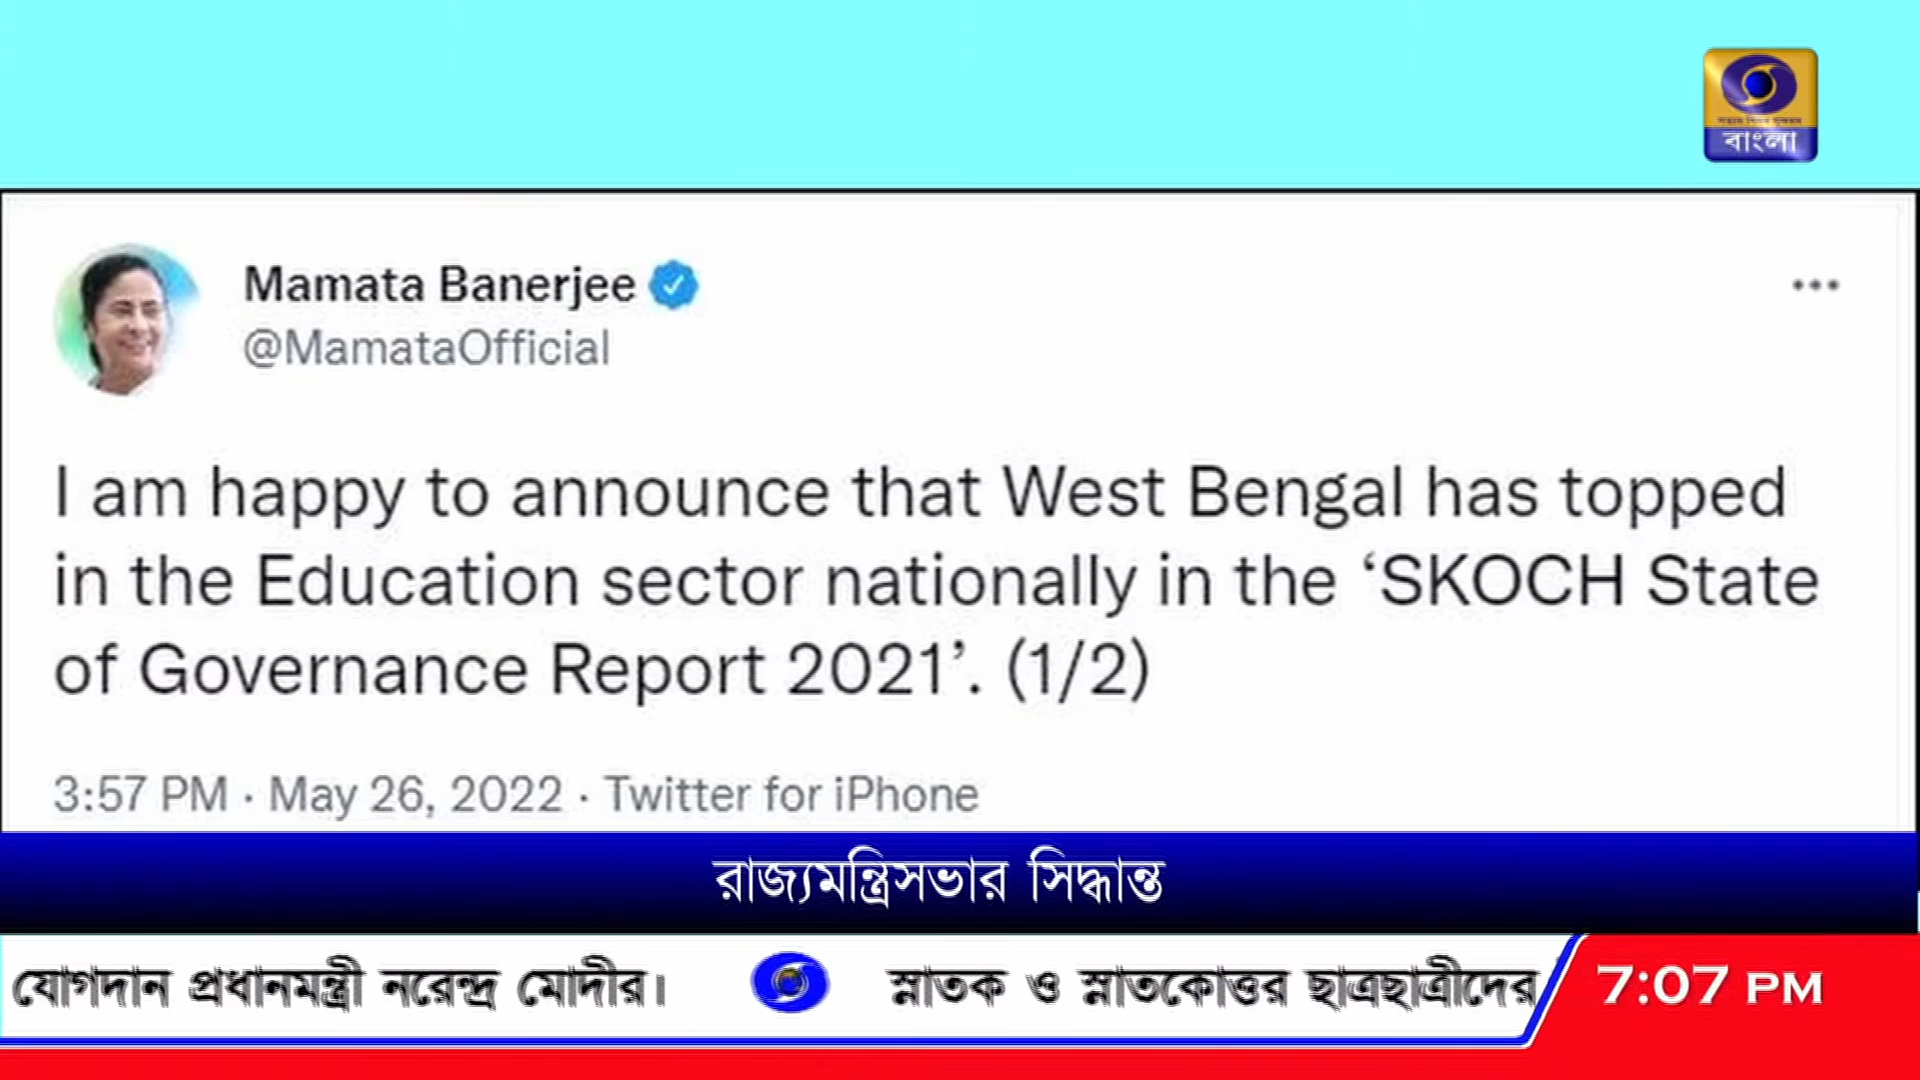 বাংলা
Mamata Banerjee
@MamataOfficial
I am happy to announce that West Bengal has topped
in the Education sector nationally in the ‘SKOCH State
of Governance Report 2021’. (1/2)
3:57 PM · May 26, 2022 · Twitter for iPhone
রাজ্যমন্ত্রিসভার সিদ্ধান্ত
যোগদান প্রধানমন্ত্রী নরেন্দ্র মোদীর। স্নাতক ও স্নাতকোত্তর ছাত্রছাত্রীদের
7:07 PM